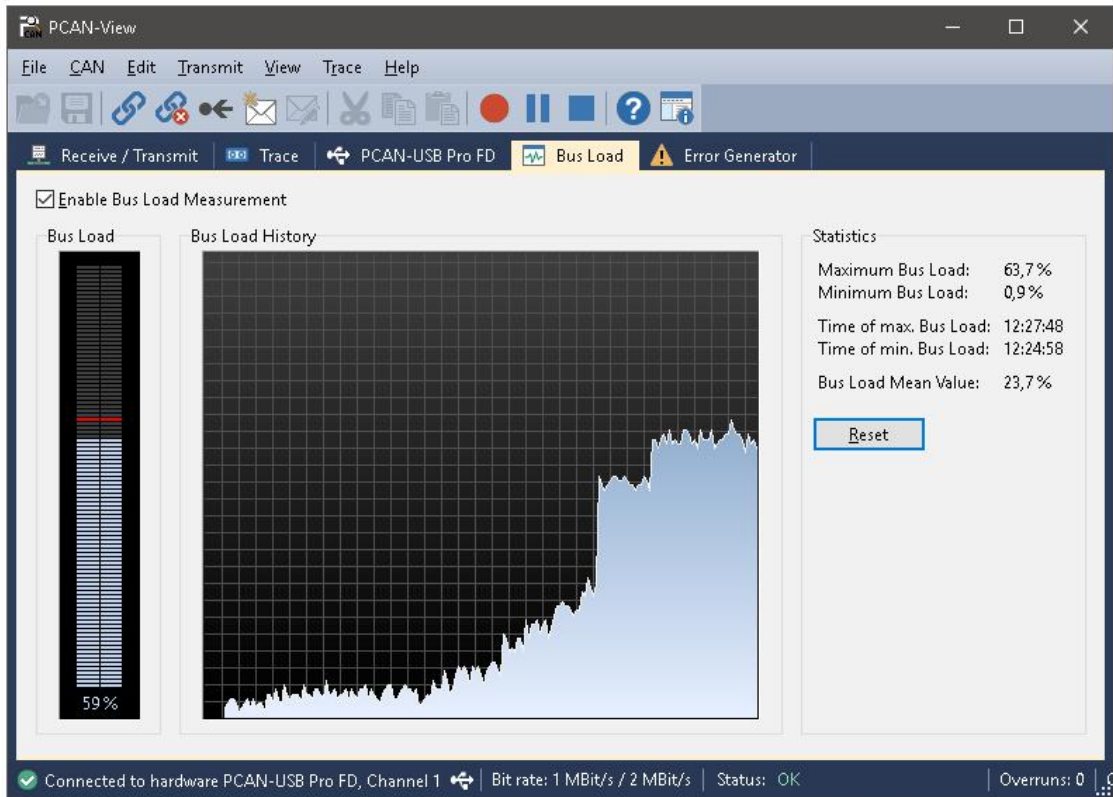 PCAN-View
File CAN Edit Transmit View Trace Help
Receive / Transmit Trace PCAN-USB Pro FD Bus Load Error Generator
Enable Bus Load Measurement
Bus Load
59%
Bus Load History
Statistics
Maximum Bus Load: 63,7%
Minimum Bus Load: 0,9%
Time of max. Bus Load: 12:27:48
Time of min. Bus Load: 12:24:58
Bus Load Mean Value: 23,7%
Reset
Connected to hardware PCAN-USB Pro FD, Channel 1 Bit rate: 1 MBit/s / 2 MBit/s Status: OK Overruns: 0